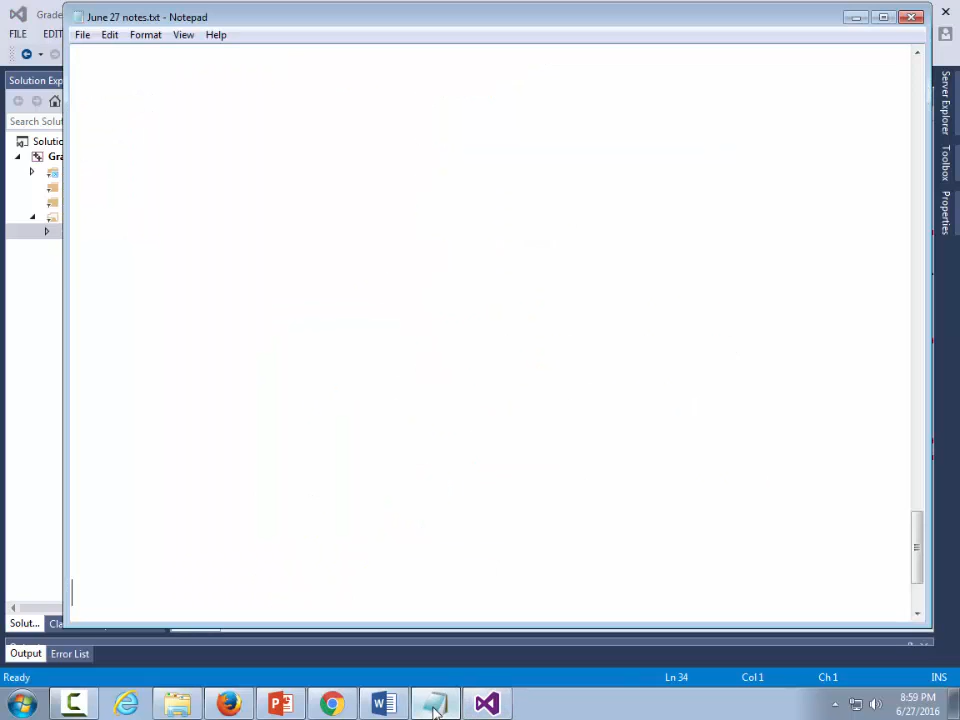 June 27 notes.txt - Notepad
Grade
File Edit Format View Help
FILE EDIT
Solution Exp
Search Solut
Solutio
Gra
Server Explorer
Toolbox
Properties
Solut... Cla
Output Error List
Ready Ln 34 Col 1 Ch 1 INS
8:59 PM
6/27/2016